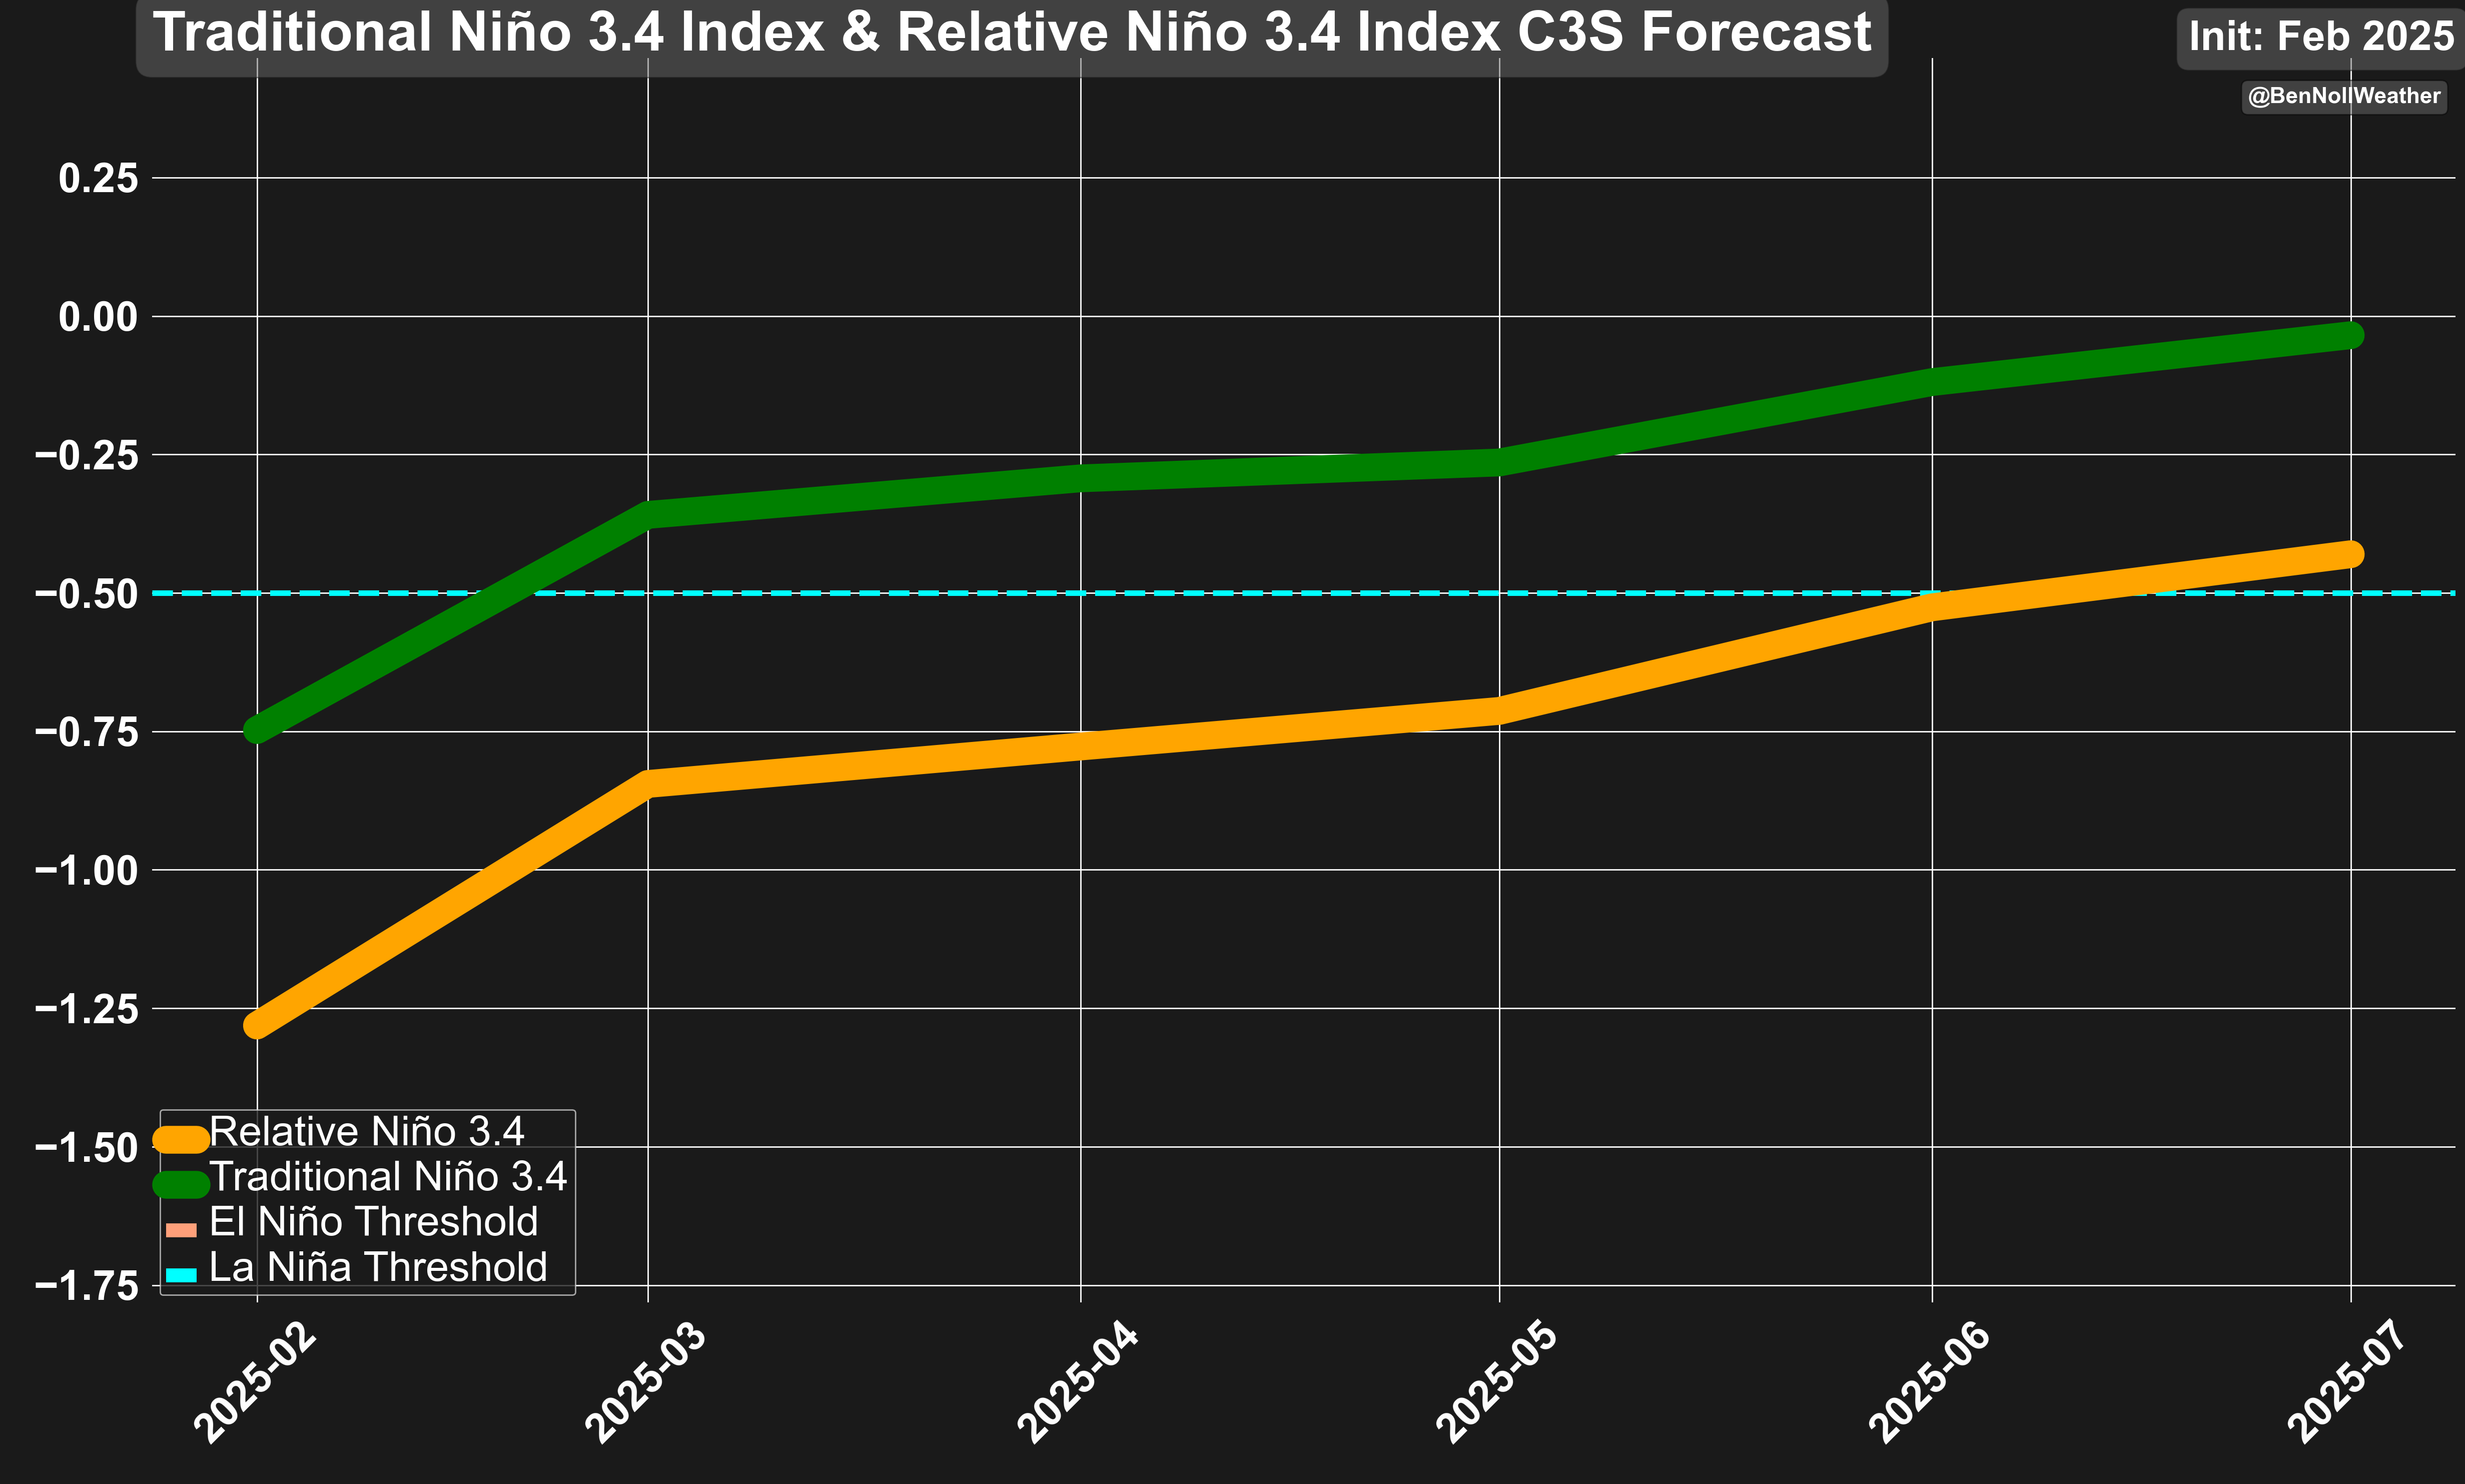 Traditional Niño 3.4 Index & Relative Niño 3.4 Index C3S Forecast
Init: Feb 2025
@BenNollWeather
0.25
0.00
−0.25
−0.50
−0.75
−1.00
−1.25
−1.50
−1.75
Relative Niño 3.4
Traditional Niño 3.4
El Niño Threshold
La Niña Threshold
2025-02
2025-03
2025-04
2025-05
2025-06
2025-07